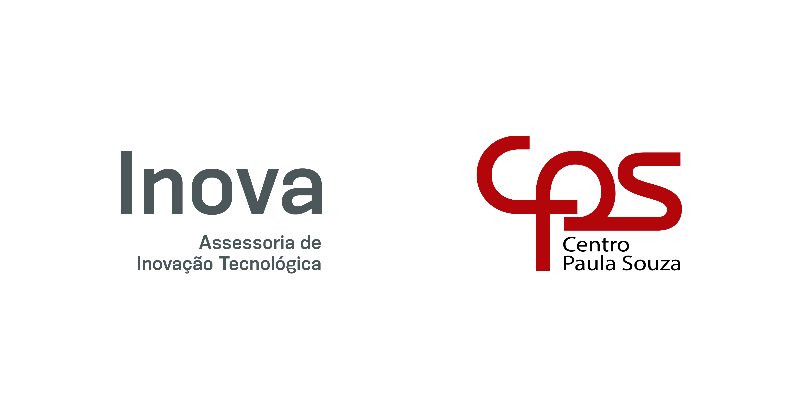 Inova
Assessoria de
Inovação Tecnológica
cps
Centro
Paula Souza